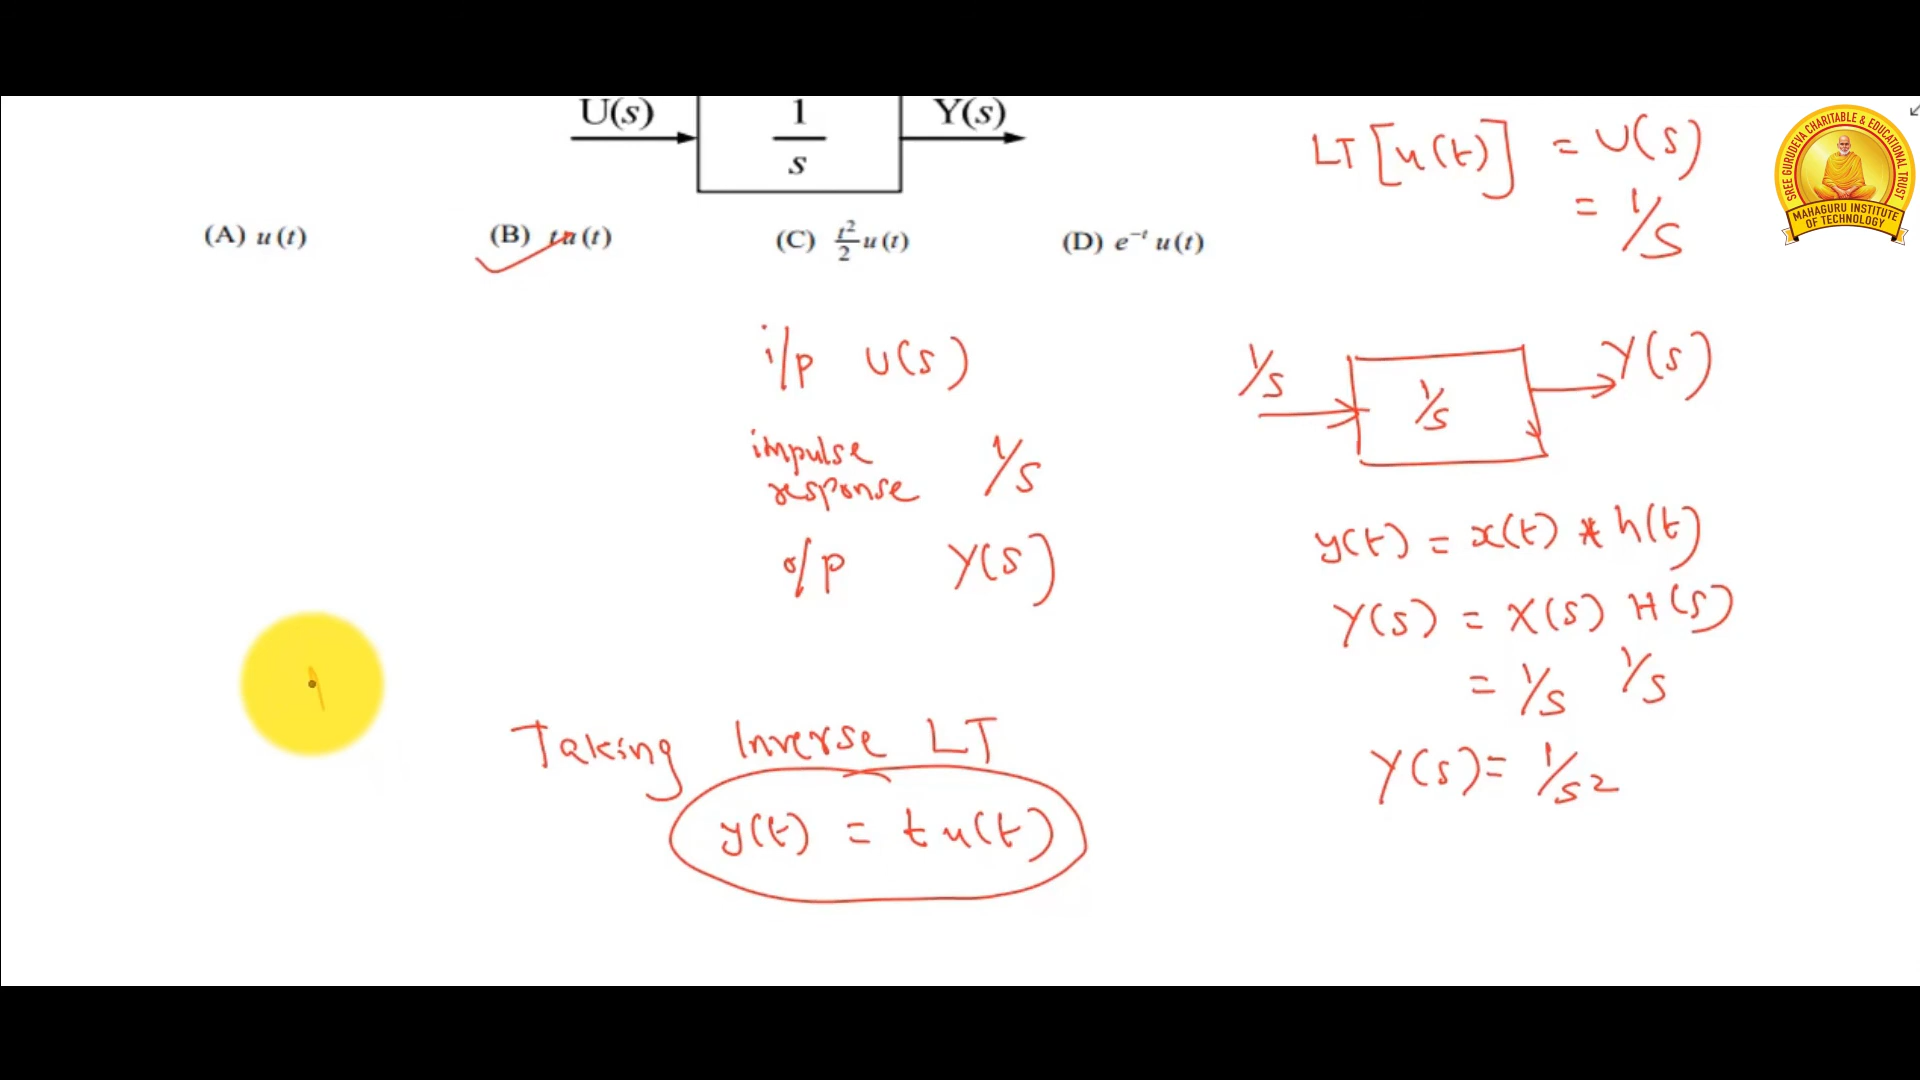 U(s) 1/s Y(s)
(A) u(t) (B) tu(t) (C) t²/2 u(t) (D) e⁻ᵗ u(t)
LT[u(t)] = U(s)
= 1/s
SREE GURUDEVA CHARITABLE & EDUCATIONAL TRUST
MAHAGURU INSTITUTE
OF TECHNOLOGY
i/p U(s)
impulse
response 1/s
o/p Y(s)
1/s 1/s Y(s)
y(t) = x(t) * h(t)
Y(s) = X(s) H(s)
= 1/s 1/s
Y(s) = 1/s²
Taking Inverse LT
y(t) = t u(t)